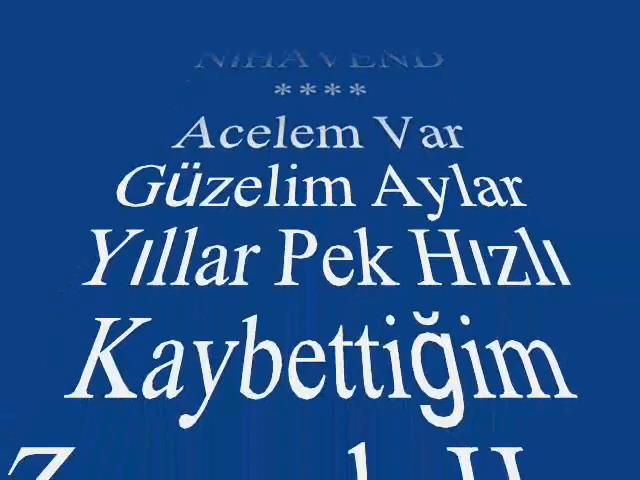 NİHAVEND
****
Acelem Var
Güzelim Aylar
Yıllar Pek Hızlı
Kaybettiğim